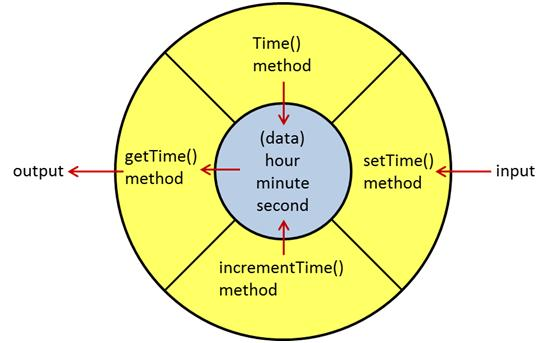 Time()
method
(data)
hour
minute
second
getTime()
method
output
setTime()
method
input
incrementTime()
method